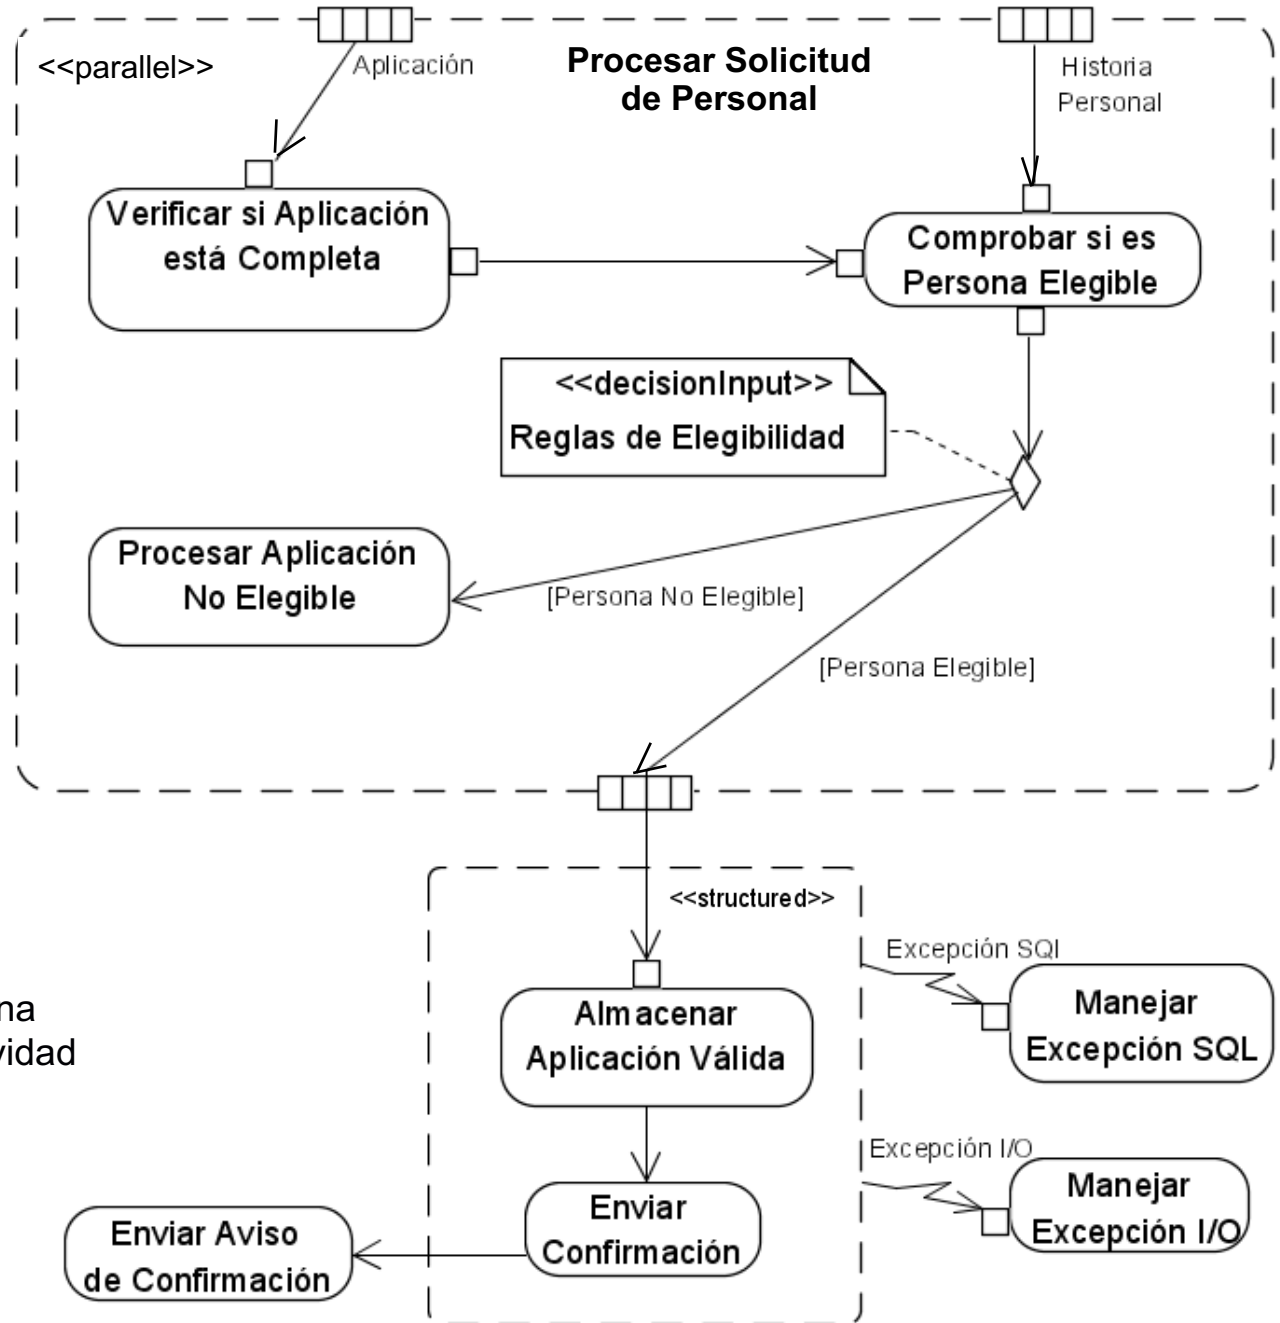 <<parallel>>
Aplicación
Procesar Solicitud
de Personal
Historia
Personal
Verificar si Aplicación
está Completa
Comprobar si es
Persona Elegible
<<decisionInput>>
Reglas de Elegibilidad
Procesar Aplicación
No Elegible
[Persona No Elegible]
[Persona Elegible]
<<structured>>
Excepción SQl
Manejar
Excepción SQL
na
vidad
Almacenar
Aplicación Válida
Excepción I/O
Manejar
Excepción I/O
Enviar
Confirmación
Enviar Aviso
de Confirmación